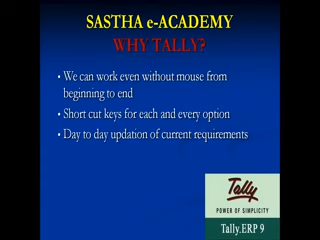 SASTHA e-ACADEMY
WHY TALLY?
• We can work even without mouse from
beginning to end
• Short cut keys for each and every option
• Day to day updation of current requirements
Tally
POWER OF SIMPLICITY
Tally.ERP 9